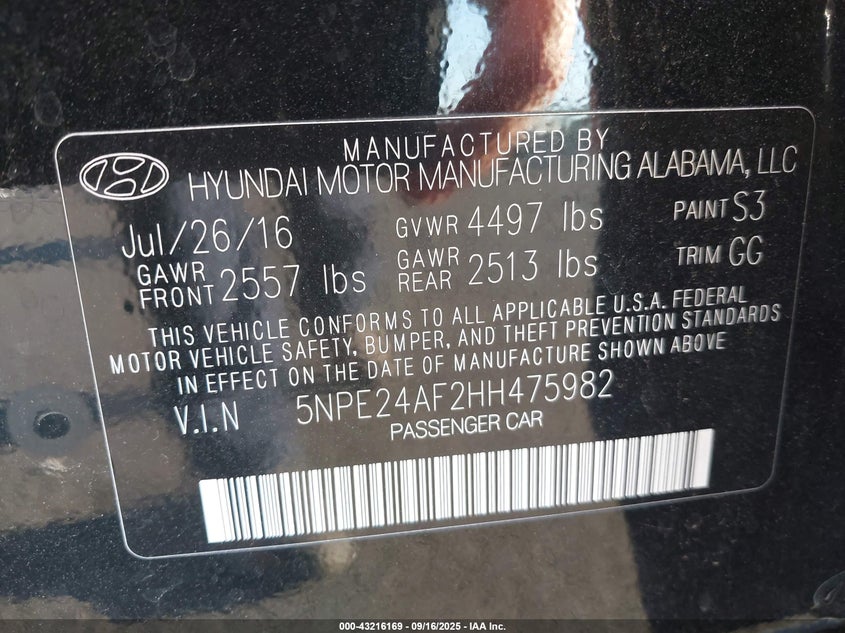 MANUFACTURED BY
HYUNDAI MOTOR MANUFACTURING ALABAMA, LLC
Jul/26/16 GVWR 4497 lbs PAINT S3
GAWR FRONT 2557 lbs GAWR REAR 2513 lbs TRIM GG
THIS VEHICLE CONFORMS TO ALL APPLICABLE U.S.A. FEDERAL
MOTOR VEHICLE SAFETY, BUMPER, AND THEFT PREVENTION STANDARDS
IN EFFECT ON THE DATE OF MANUFACTURE SHOWN ABOVE
V.I.N 5NPE24AF2HH475982
PASSENGER CAR
000-43216169 - 09/16/2025 - IAA Inc.